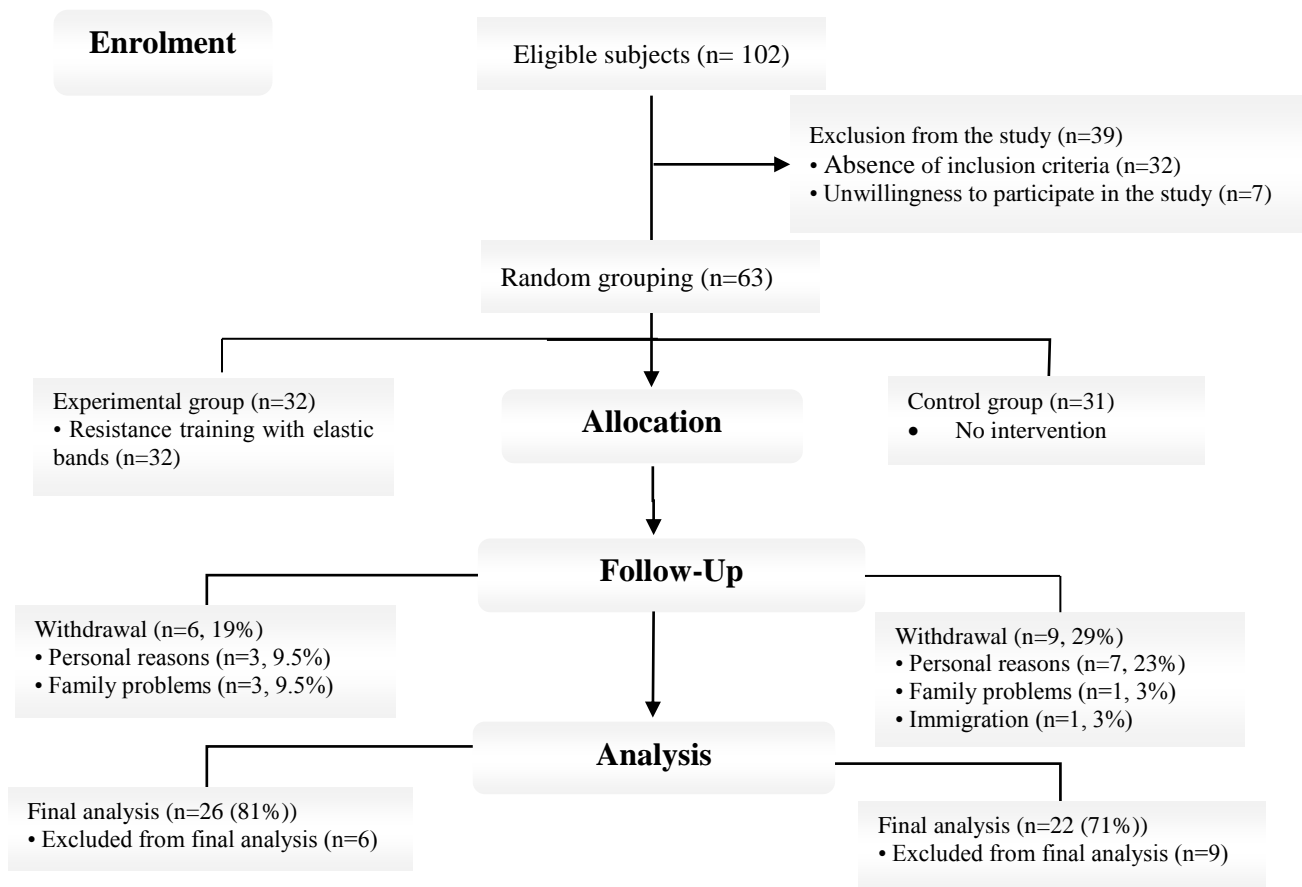 Enrolment
Eligible subjects (n= 102)
Exclusion from the study (n=39)
• Absence of inclusion criteria (n=32)
• Unwillingness to participate in the study (n=7)
Random grouping (n=63)
Experimental group (n=32)
• Resistance training with elastic
bands (n=32)
Allocation
Control group (n=31)
• No intervention
Follow-Up
Withdrawal (n=6, 19%)
• Personal reasons (n=3, 9.5%)
• Family problems (n=3, 9.5%)
Withdrawal (n=9, 29%)
• Personal reasons (n=7, 23%)
• Family problems (n=1, 3%)
• Immigration (n=1, 3%)
Analysis
Final analysis (n=26 (81%))
• Excluded from final analysis (n=6)
Final analysis (n=22 (71%))
• Excluded from final analysis (n=9)